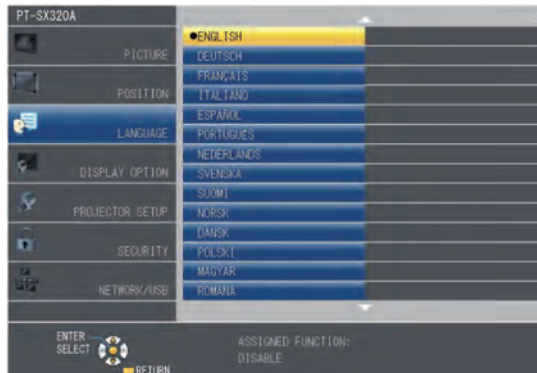 PT-SX320A
PICTURE
POSITION
LANGUAGE
DISPLAY OPTION
PROJECTOR SETUP
SECURITY
NETWORK/USB
●ENGLISH
DEUTSCH
FRANÇAIS
ITALIANO
ESPAÑOL
PORTUGUÊS
NEDERLANDS
SVENSKA
SUOMI
NORSK
DANSK
POLSKI
MAGYAR
ROMÂNĂ
ENTER
SELECT
RETURN
ASSIGNED FUNCTION:
DISABLE